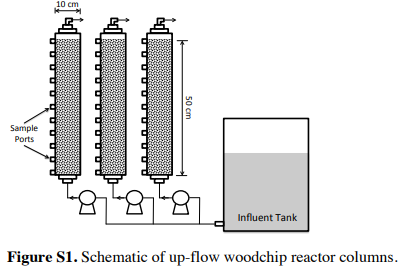 10 cm
50 cm
Sample
Ports
Influent Tank
Figure S1. Schematic of up-flow woodchip reactor columns.